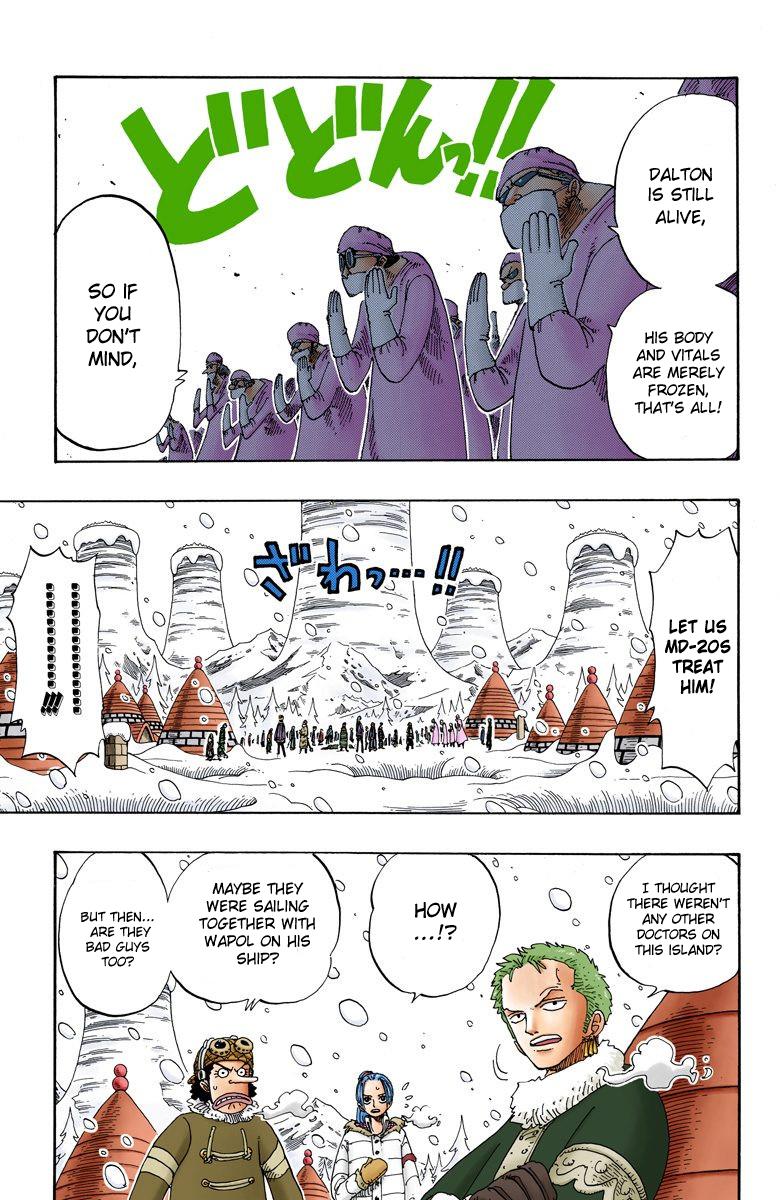 DALTON
IS STILL
ALIVE,
HIS BODY
AND VITALS
ARE MERELY
FROZEN,
THAT'S ALL!
どどんっ!!
SO IF
YOU
DON'T
MIND,
LET US
MD-20S
TREAT
HIM!
ざわっ...!!
!!!
I THOUGHT
THERE WEREN'T
ANY OTHER
DOCTORS ON
THIS ISLAND?
HOW
...!?
MAYBE THEY
WERE SAILING
TOGETHER WITH
WAPOL ON HIS
SHIP?
BUT THEN...
ARE THEY
BAD GUYS
TOO?